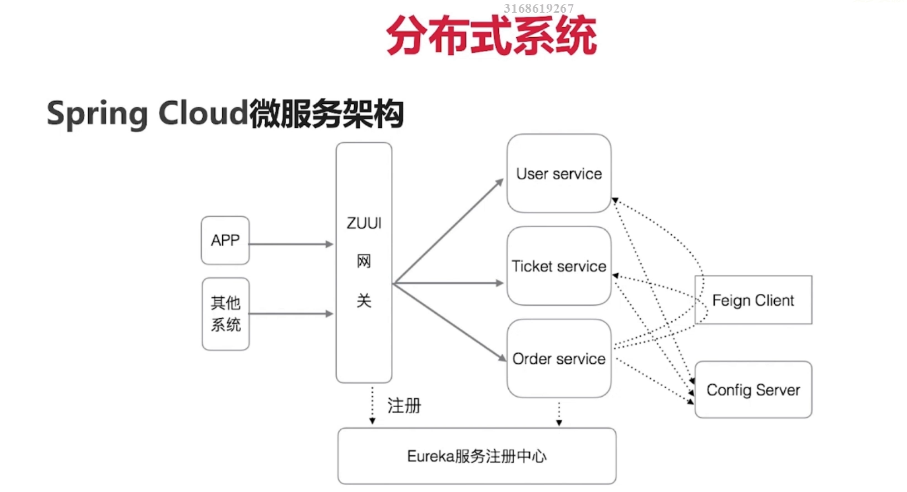 3168619267
分布式系统
Spring Cloud微服务架构
User service
ZUUI
网
关
APP
Ticket service
其他
系统
Feign Client
Order service
Config Server
注册
Eureka服务注册中心